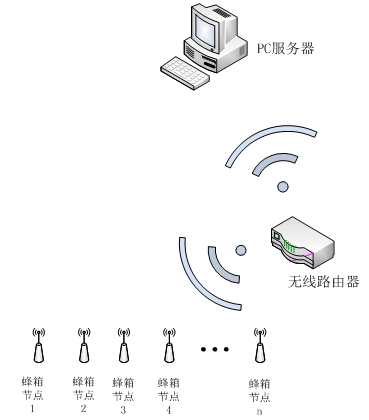 PC服务器
无线路由器
蜂箱 蜂箱 蜂箱 蜂箱 蜂箱
节点 节点 节点 节点 节点
1 2 3 4 n